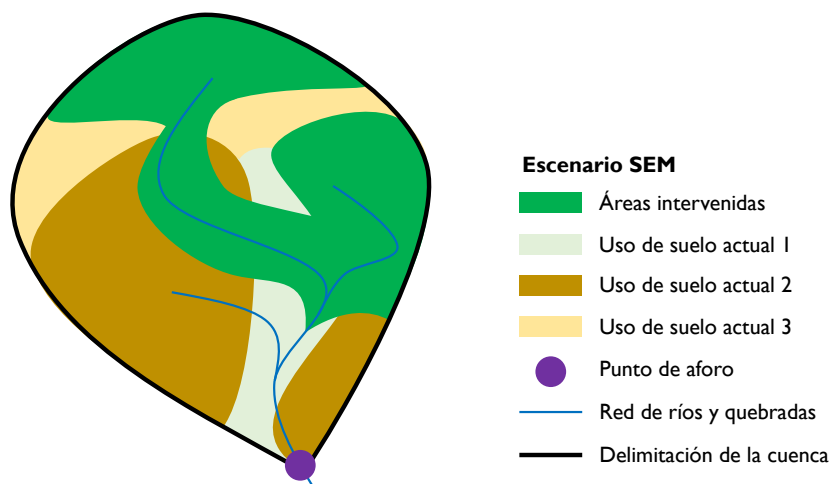 Escenario SEM
Áreas intervenidas
Uso de suelo actual 1
Uso de suelo actual 2
Uso de suelo actual 3
Punto de aforo
Red de ríos y quebradas
Delimitación de la cuenca